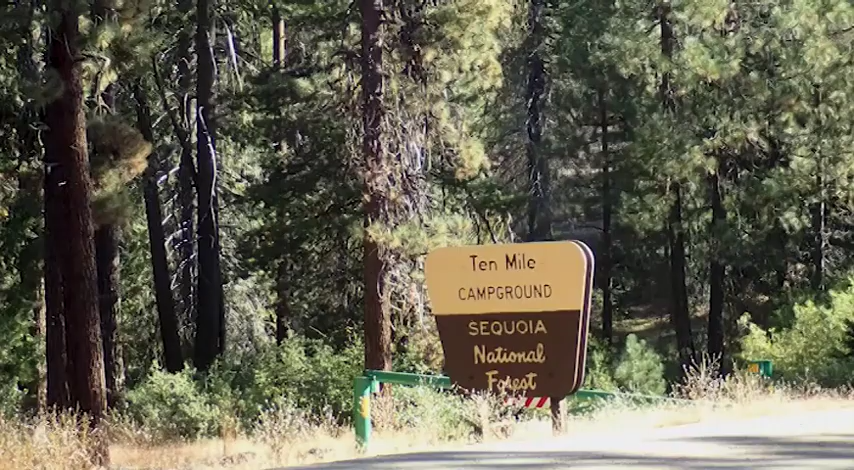 Ten Mile
CAMPGROUND
SEQUOIA
National
Forest